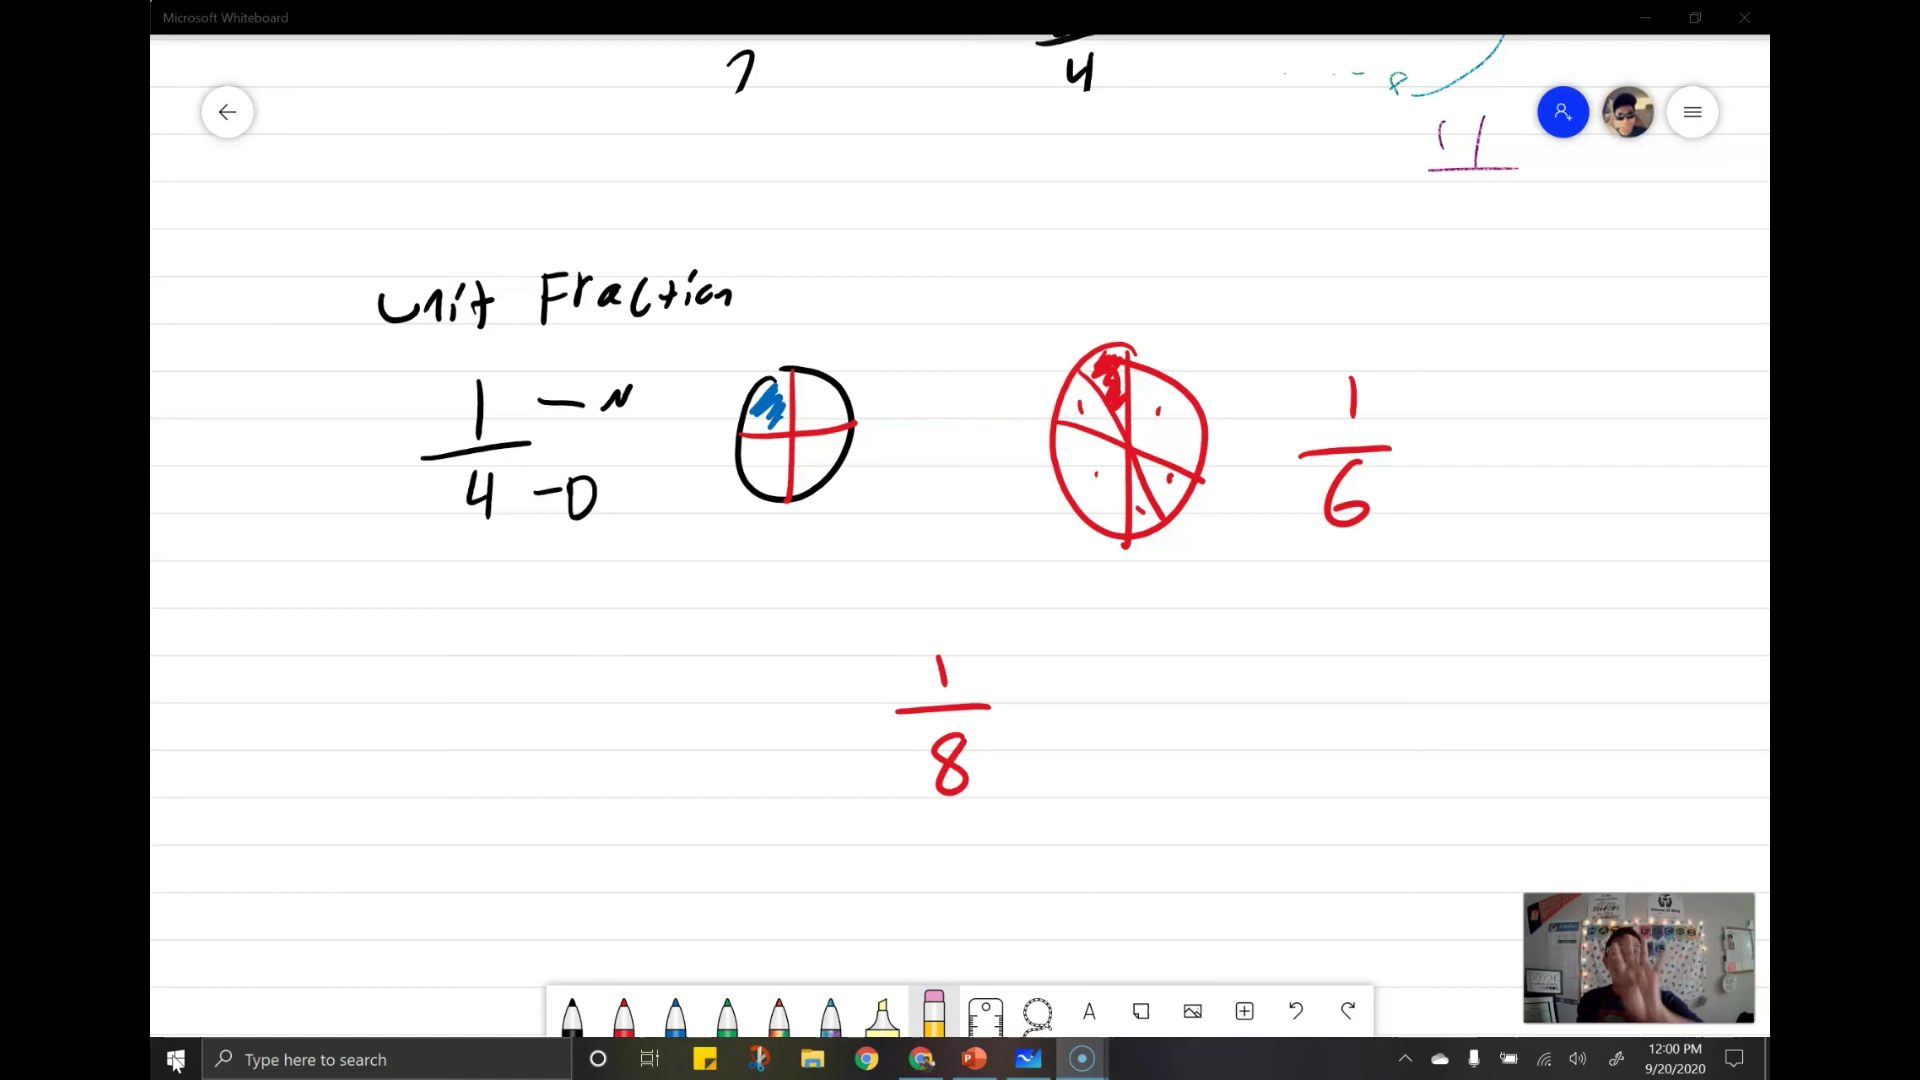 Microsoft Whiteboard
4
8
Unit Fraction
1 — N
4 — D
1
6
1
8
A
Type here to search
12:00 PM
9/20/2020